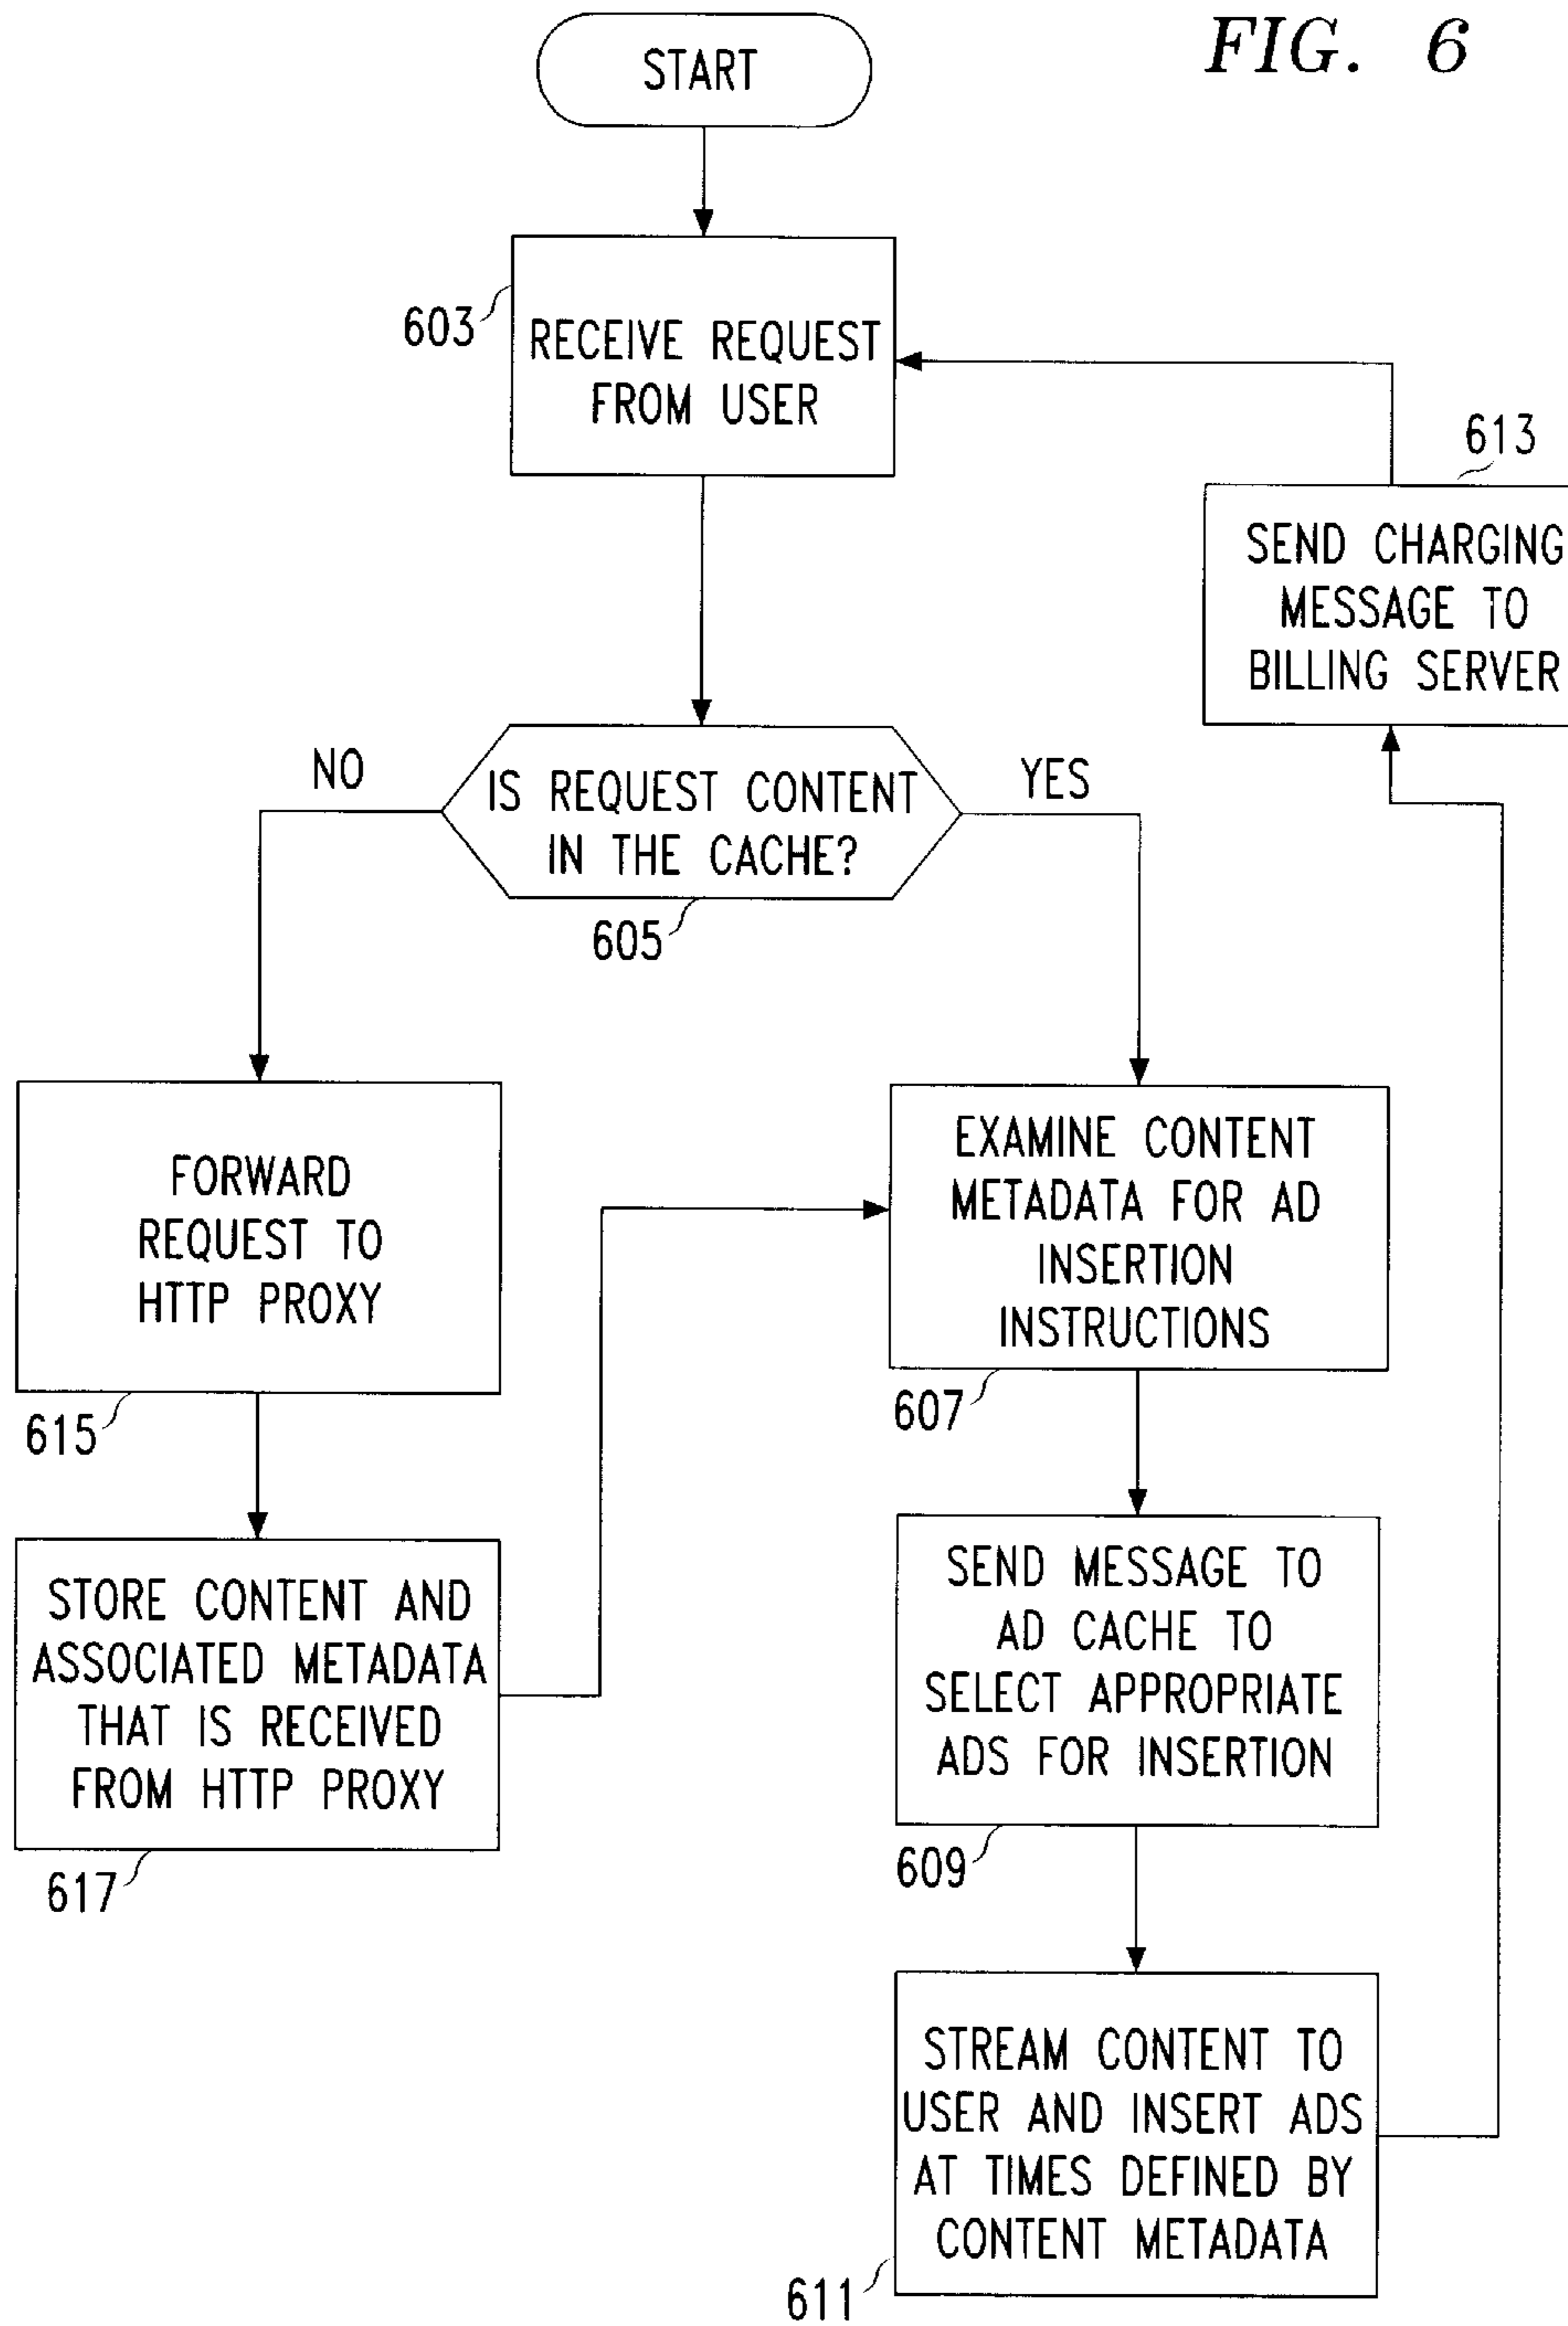 FIG. 6
START
603
RECEIVE REQUEST
FROM USER
613
SEND CHARGING
MESSAGE TO
BILLING SERVER
NO
IS REQUEST CONTENT
IN THE CACHE?
YES
605
FORWARD
REQUEST TO
HTTP PROXY
615
EXAMINE CONTENT
METADATA FOR AD
INSERTION
INSTRUCTIONS
607
STORE CONTENT AND
ASSOCIATED METADATA
THAT IS RECEIVED
FROM HTTP PROXY
617
SEND MESSAGE TO
AD CACHE TO
SELECT APPROPRIATE
ADS FOR INSERTION
609
STREAM CONTENT TO
USER AND INSERT ADS
AT TIMES DEFINED BY
CONTENT METADATA
611